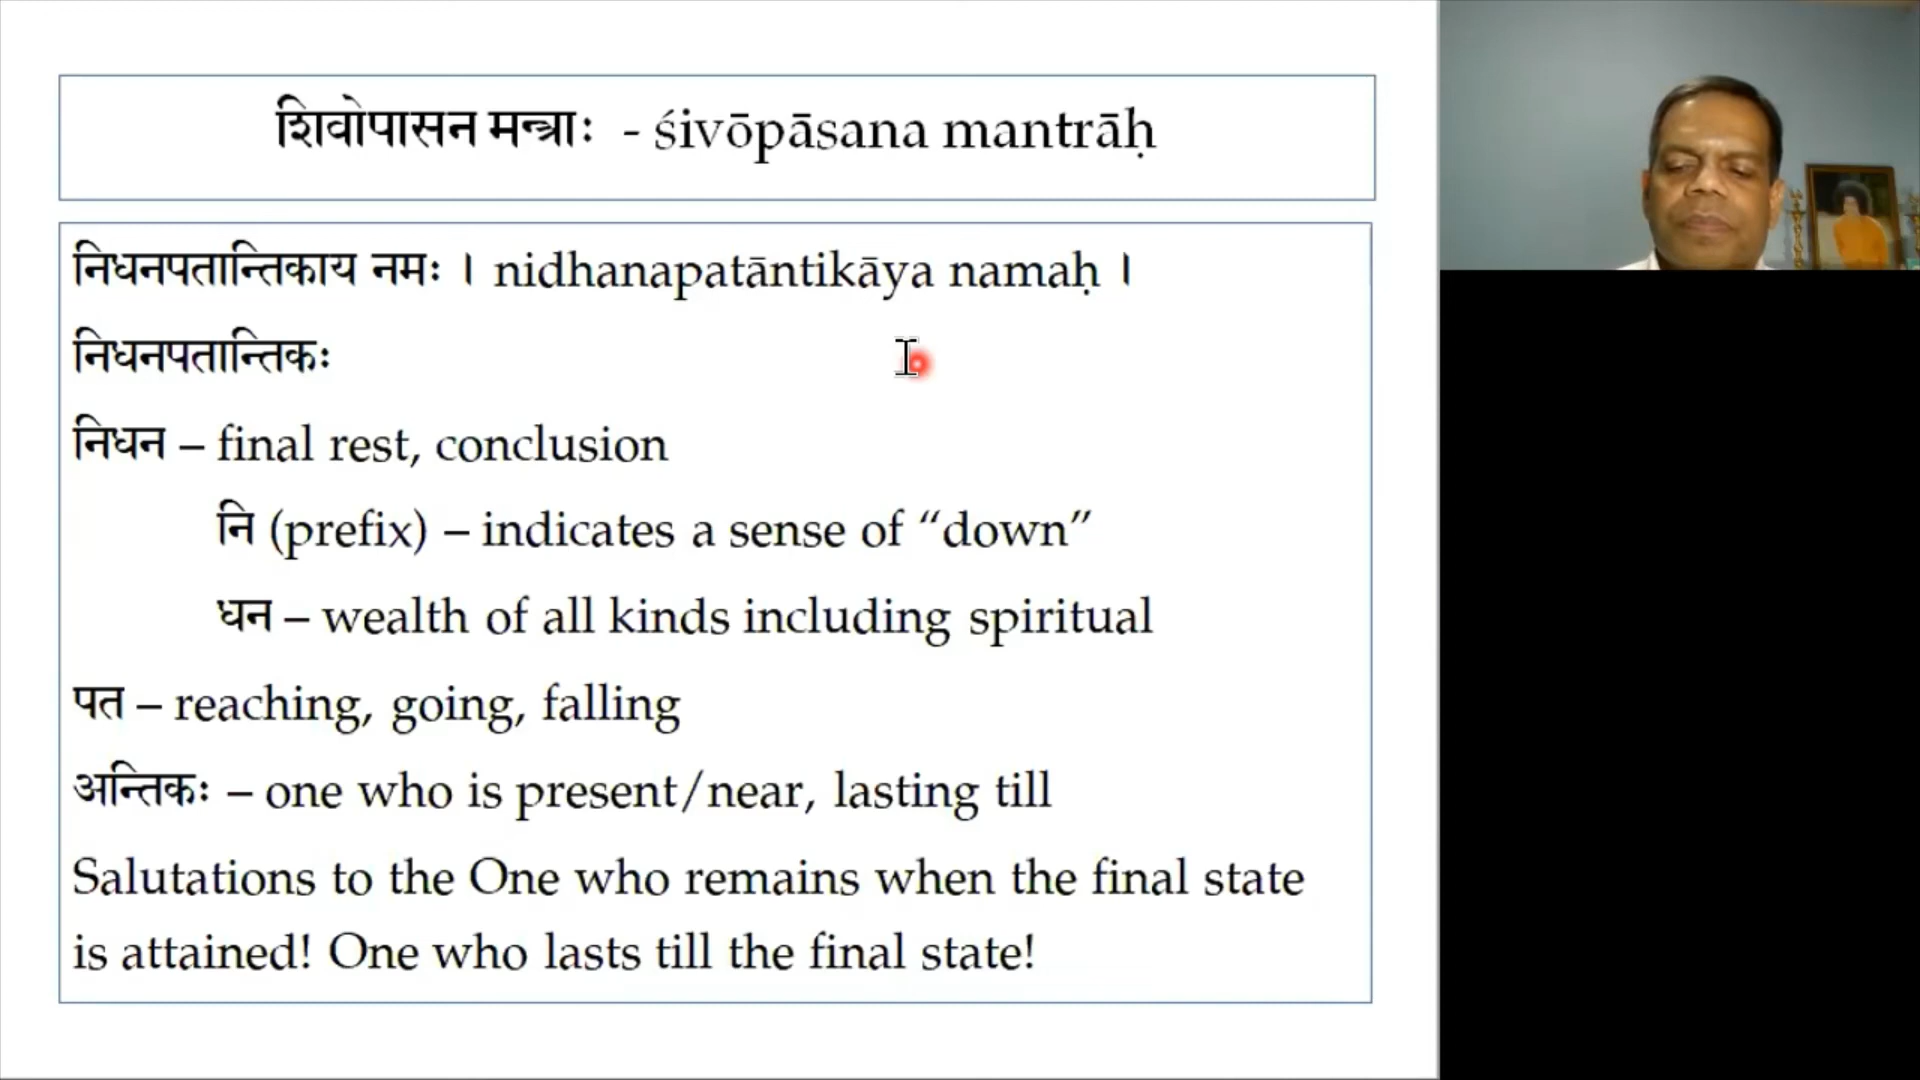 शिवोपासन मन्त्राः - śivōpāsana mantrāḥ
निधनपतान्तिकाय नमः । nidhanapatāntikāya namaḥ ।
निधनपतान्तिकः
निधन – final rest, conclusion
नि (prefix) – indicates a sense of “down”
धन – wealth of all kinds including spiritual
पत – reaching, going, falling
अन्तिकः – one who is present/near, lasting till
Salutations to the One who remains when the final state
is attained! One who lasts till the final state!